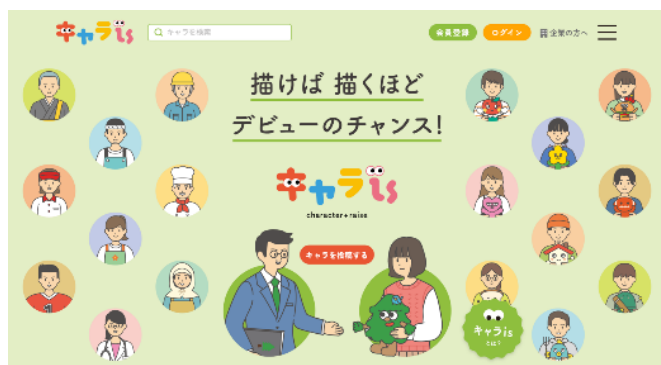 キャラis
キャラを検索
会員登録
ログイン
企業の方へ
描けば 描くほど
デビューのチャンス!
キャラis
character+raise
キャラを投稿する
キャラis
とは?